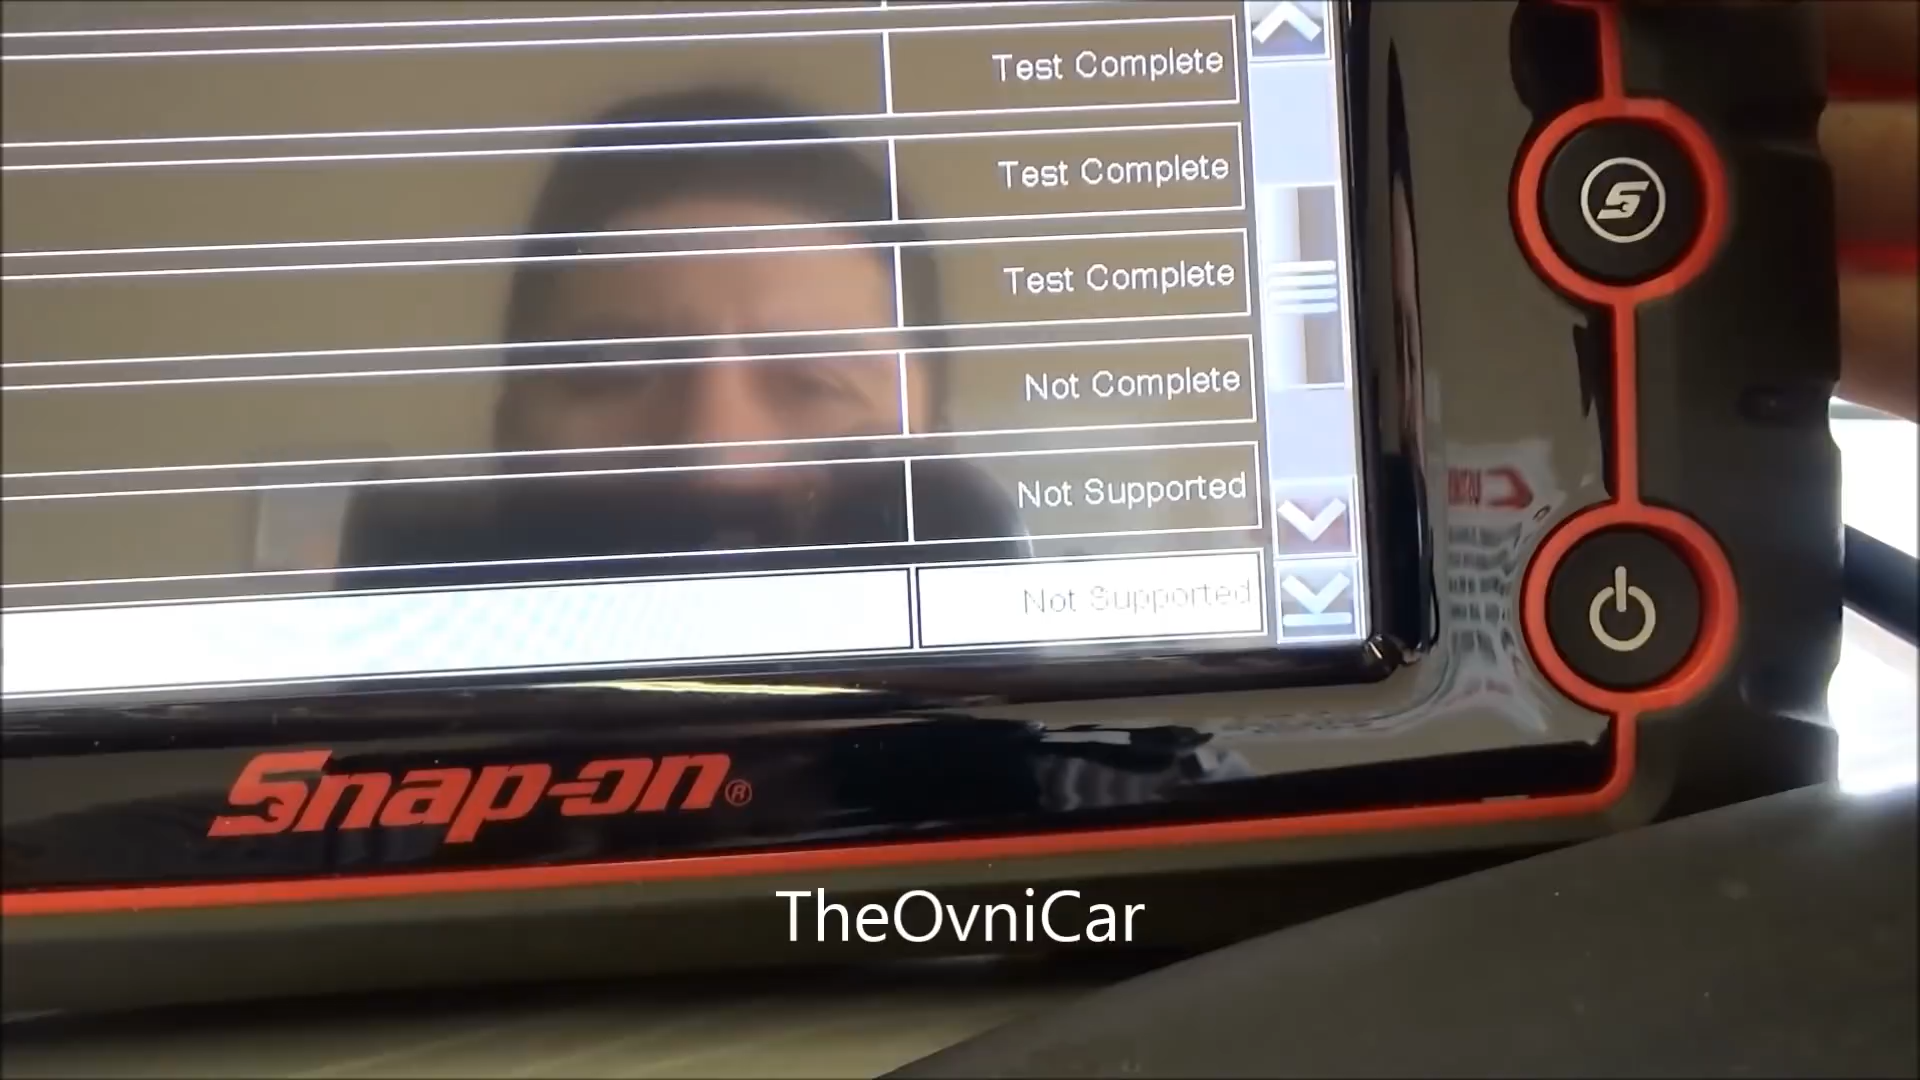 Test Complete
Test Complete
Test Complete
Not Complete
Not Supported
Not Supported
Snap-on®
TheOvniCar